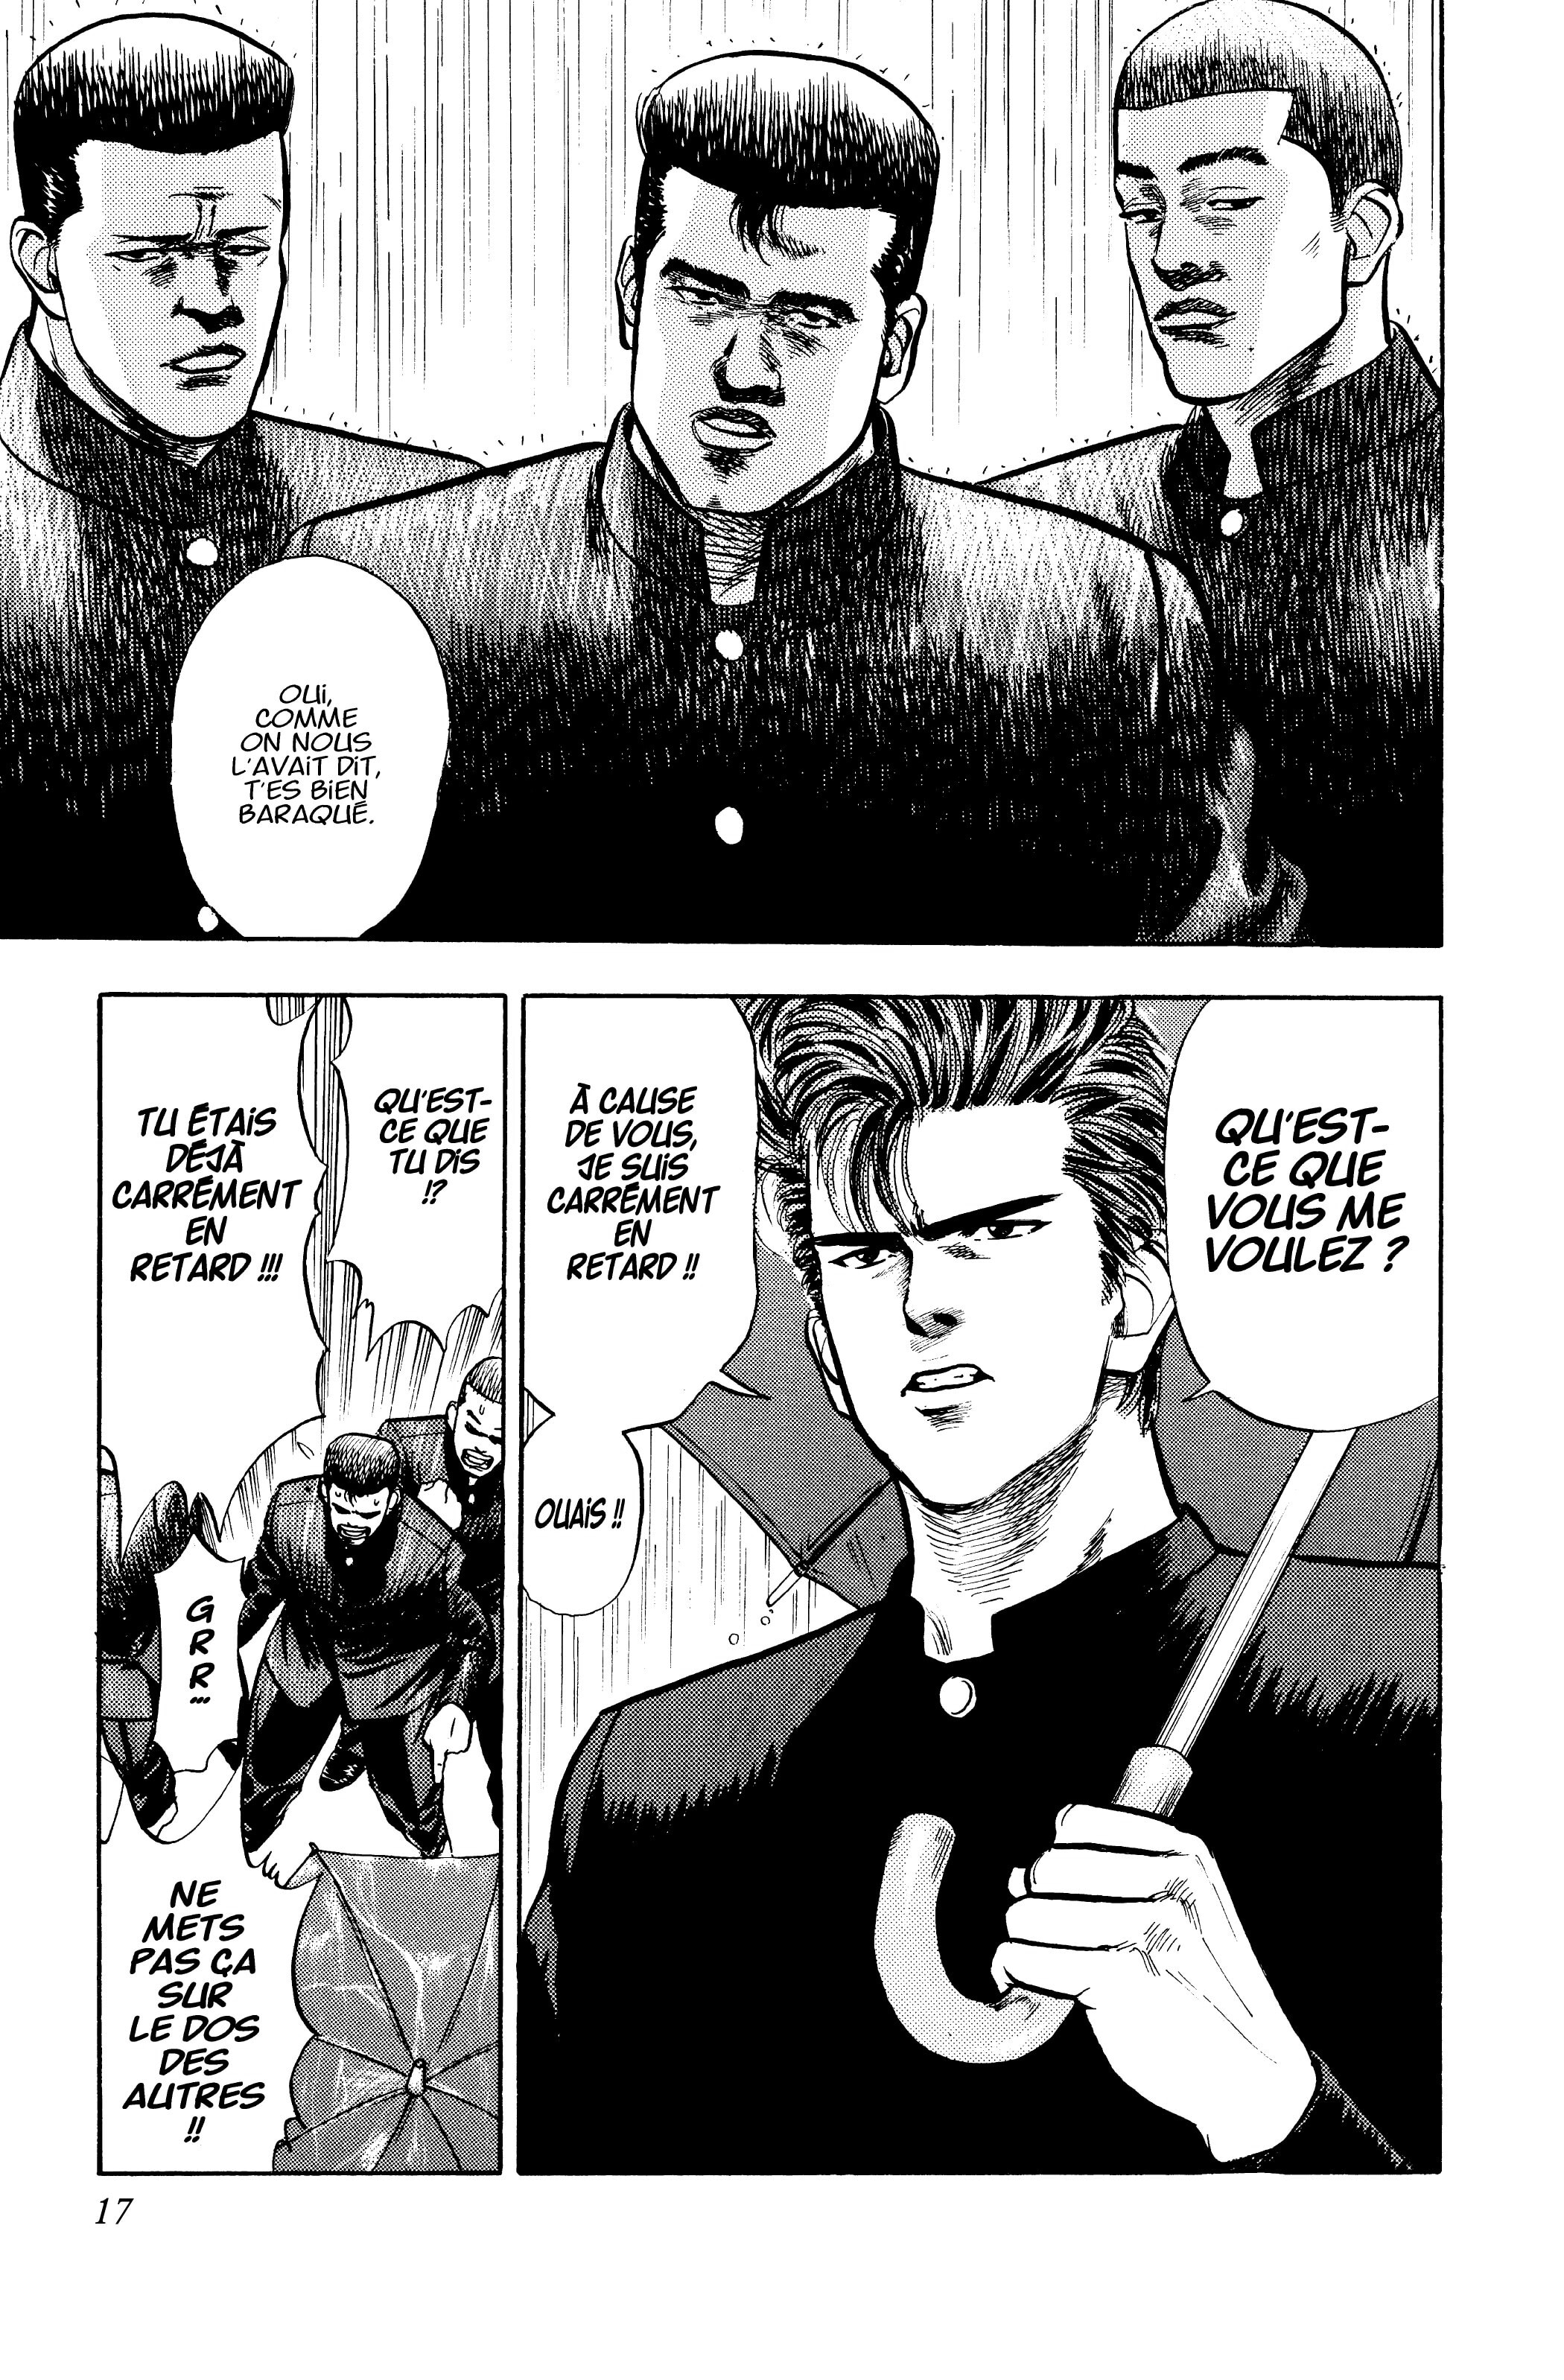 OUI,
COMME
ON NOUS
L'AVAIT DIT,
T'ES BIEN
BARAQUÉ.
QU'EST-
CE QUE
VOUS ME
VOULEZ ?
À CAUSE
DE VOUS,
JE SUIS
CARRÉMENT
EN
RETARD !!
OUAIS !!
QU'EST-
CE QUE
TU DIS
!?
TU ÉTAIS
DÉJÀ
CARRÉMENT
EN
RETARD !!!
G
R
R
...
NE
METS
PAS ÇA
SUR
LE DOS
DES
AUTRES
!!
17